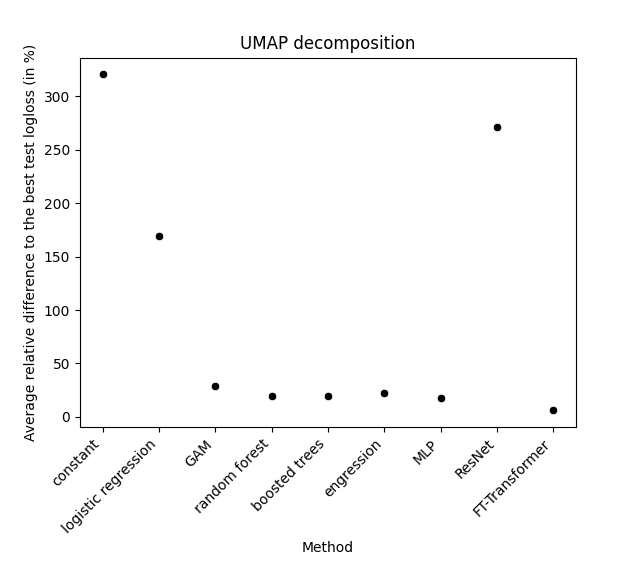 UMAP decomposition
Average relative difference to the best test logloss (in %)
300
250
200
150
100
50
0
constant
logistic regression
GAM
random forest
boosted trees
engression
MLP
ResNet
FT-Transformer
Method